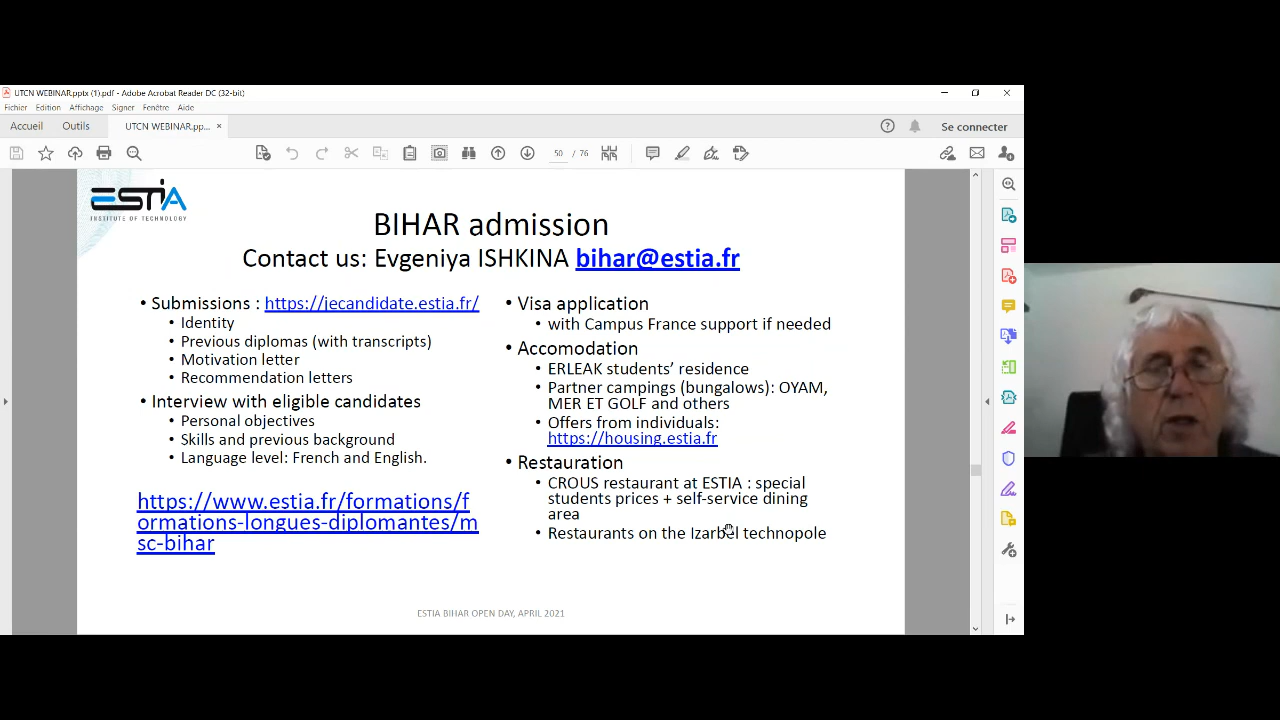 UTCN WEBINAR.pptx (1).pdf - Adobe Acrobat Reader DC (32-bit)
Fichier Edition Affichage Signer Fenêtre Aide
Accueil Outils UTCN WEBINAR.pp... × Se connecter
50 / 76
ESTIA
INSTITUTE OF TECHNOLOGY
BIHAR admission
Contact us: Evgeniya ISHKINA bihar@estia.fr
• Submissions : https://jecandidate.estia.fr/
• Identity
• Previous diplomas (with transcripts)
• Motivation letter
• Recommendation letters
• Interview with eligible candidates
• Personal objectives
• Skills and previous background
• Language level: French and English.
https://www.estia.fr/formations/f
ormations-longues-diplomantes/m
sc-bihar
• Visa application
• with Campus France support if needed
• Accomodation
• ERLEAK students’ residence
• Partner campings (bungalows): OYAM,
MER ET GOLF and others
• Offers from individuals:
https://housing.estia.fr
• Restauration
• CROUS restaurant at ESTIA : special
students prices + self-service dining
area
• Restaurants on the Izarbel technopole
ESTIA BIHAR OPEN DAY, APRIL 2021